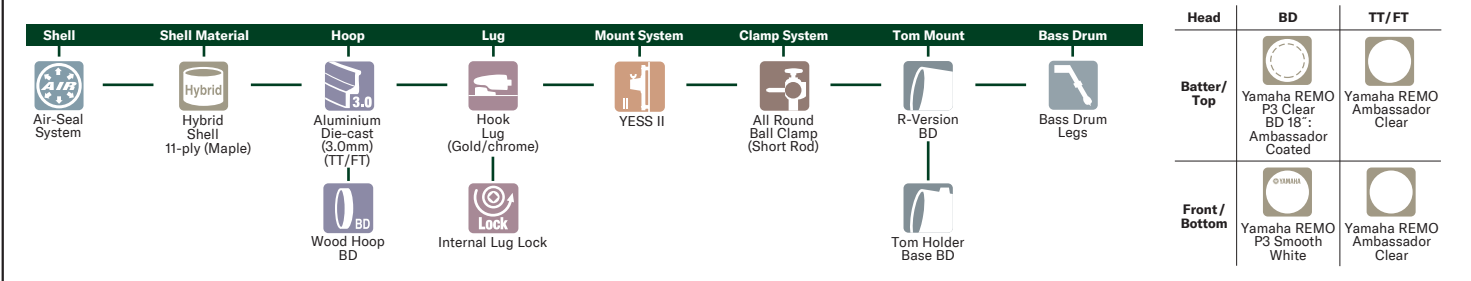 Shell
Shell Material
Hoop
Lug
Mount System
Clamp System
Tom Mount
Bass Drum
AIR
Air-Seal
System
Hybrid
Hybrid
Shell
11-ply (Maple)
3.0
Aluminium
Die-cast
(3.0mm)
(TT/FT)
BD
Wood Hoop
BD
Hook
Lug
(Gold/chrome)
Lock
Internal Lug Lock
II
YESS II
All Round
Ball Clamp
(Short Rod)
R-Version
BD
Tom Holder
Base BD
Bass Drum
Legs
Head
BD
TT/FT
Batter/
Top
Yamaha REMO
P3 Clear
BD 18˝:
Ambassador
Coated
Yamaha REMO
Ambassador
Clear
Front/
Bottom
YAMAHA
Yamaha REMO
P3 Smooth
White
Yamaha REMO
Ambassador
Clear